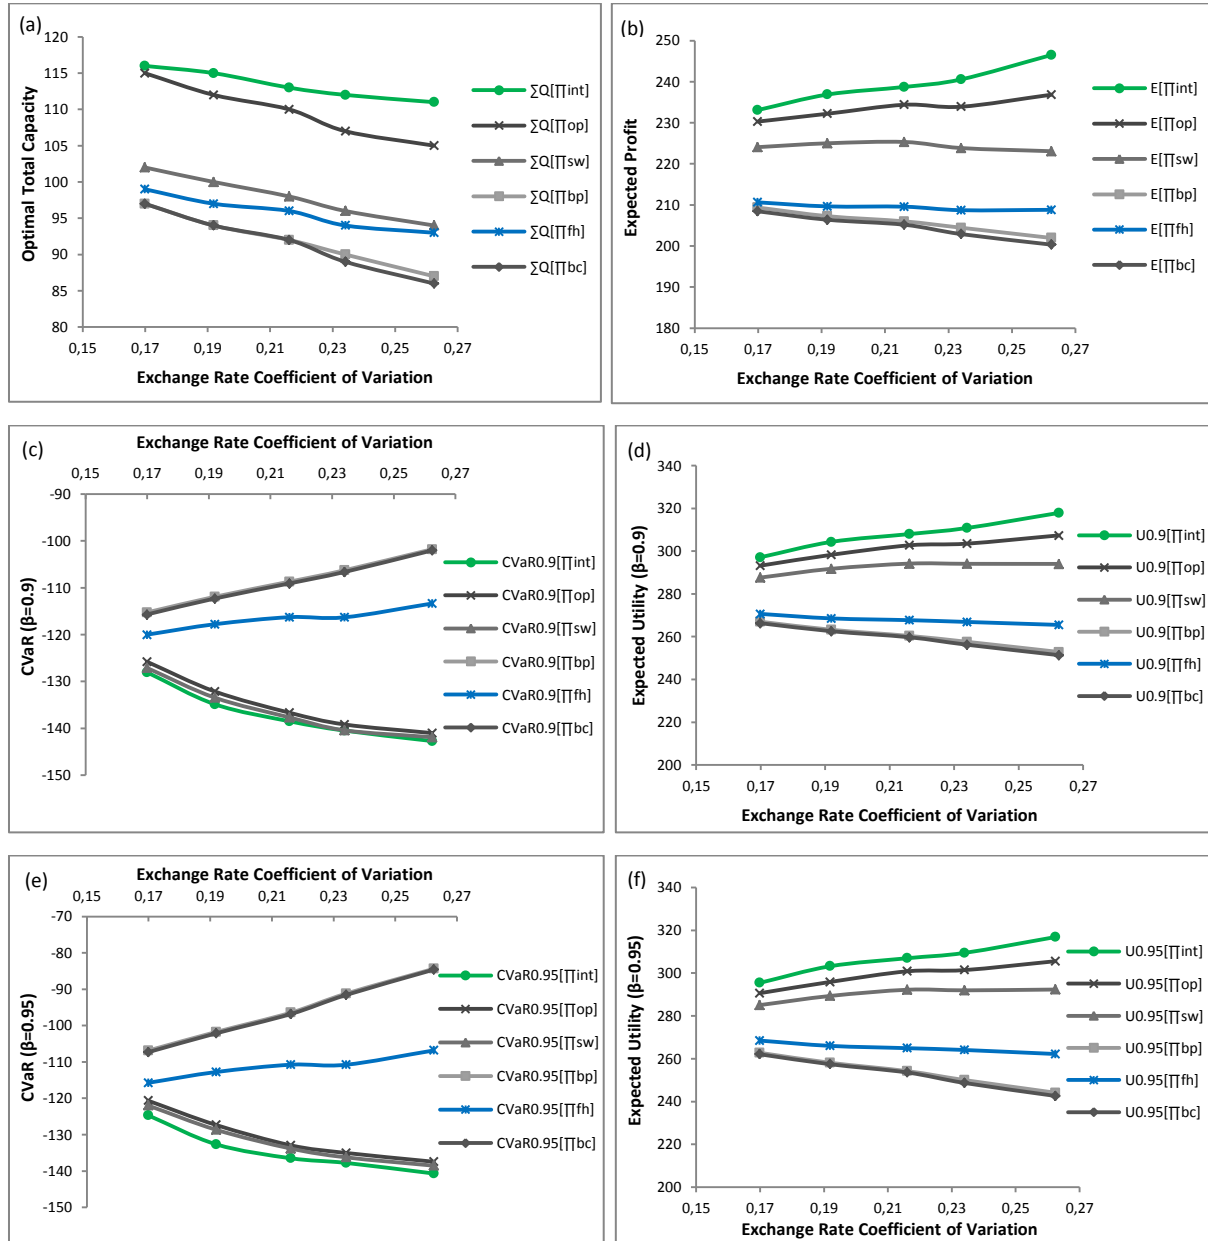 (a)
Optimal Total Capacity
120
115
110
105
100
95
90
85
80
0,15 0,17 0,19 0,21 0,23 0,25 0,27
Exchange Rate Coefficient of Variation
∑Q[∏int]
∑Q[∏op]
∑Q[∏sw]
∑Q[∏bp]
∑Q[∏fh]
∑Q[∏bc]
(b)
Expected Profit
250
240
230
220
210
200
190
180
0,15 0,17 0,19 0,21 0,23 0,25 0,27
Exchange Rate Coefficient of Variation
E[∏int]
E[∏op]
E[∏sw]
E[∏bp]
E[∏fh]
E[∏bc]
(c)
Exchange Rate Coefficient of Variation
0,15 0,17 0,19 0,21 0,23 0,25 0,27
CVaR (β=0.9)
-90
-100
-110
-120
-130
-140
-150
CVaR0.9[∏int]
CVaR0.9[∏op]
CVaR0.9[∏sw]
CVaR0.9[∏bp]
CVaR0.9[∏fh]
CVaR0.9[∏bc]
(d)
Expected Utility (β=0.9)
340
320
300
280
260
240
220
200
0,15 0,17 0,19 0,21 0,23 0,25 0,27
Exchange Rate Coefficient of Variation
U0.9[∏int]
U0.9[∏op]
U0.9[∏sw]
U0.9[∏bp]
U0.9[∏fh]
U0.9[∏bc]
(e)
Exchange Rate Coefficient of Variation
0,15 0,17 0,19 0,21 0,23 0,25 0,27
CVaR (β=0.95)
-70
-80
-90
-100
-110
-120
-130
-140
-150
CVaR0.95[∏int]
CVaR0.95[∏op]
CVaR0.95[∏sw]
CVaR0.95[∏bp]
CVaR0.95[∏fh]
CVaR0.95[∏bc]
(f)
Expected Utility (β=0.95)
340
320
300
280
260
240
220
200
0,15 0,17 0,19 0,21 0,23 0,25 0,27
Exchange Rate Coefficient of Variation
U0.95[∏int]
U0.95[∏op]
U0.95[∏sw]
U0.95[∏bp]
U0.95[∏fh]
U0.95[∏bc]